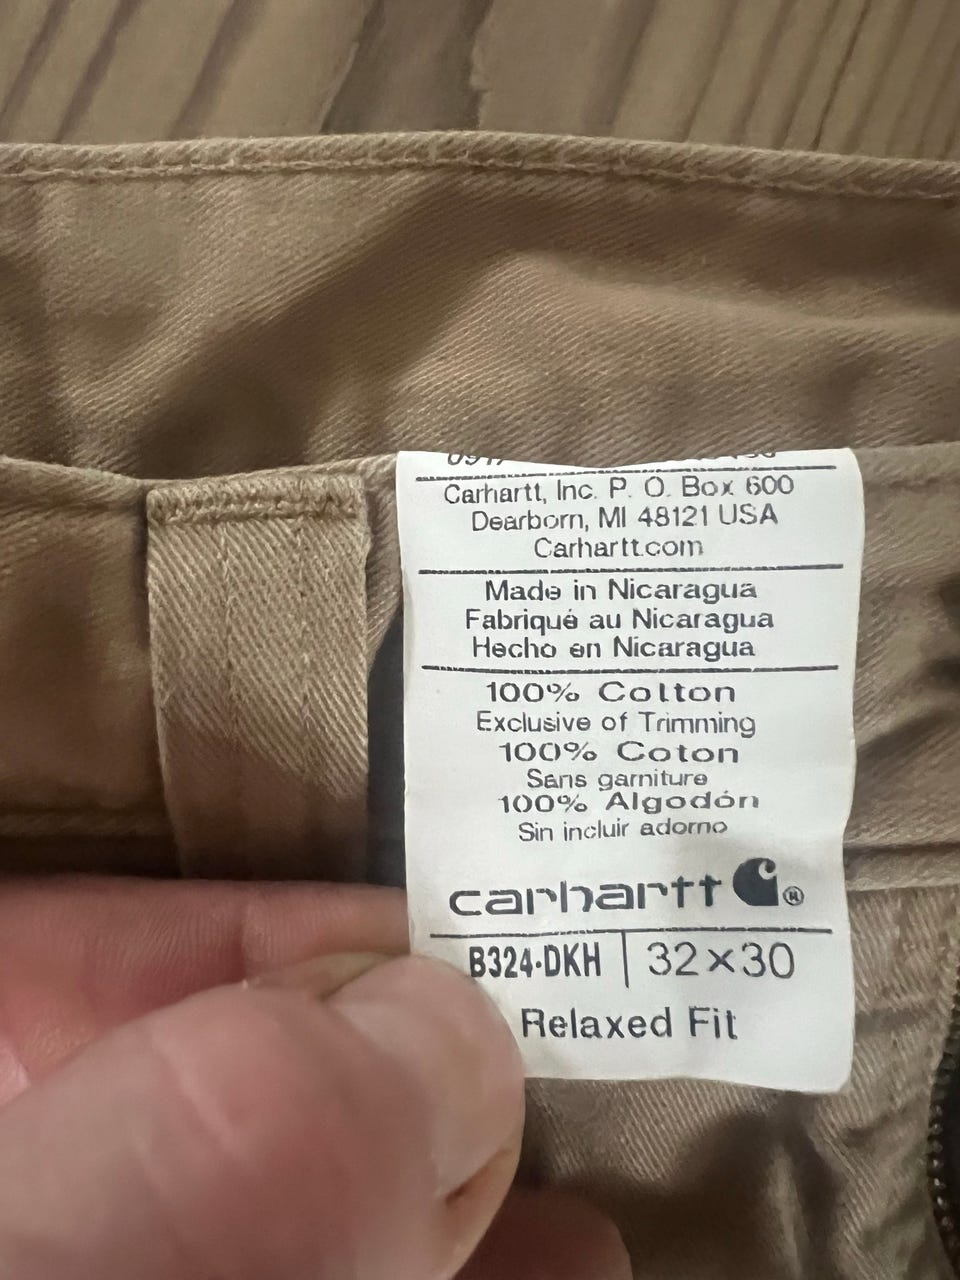 Carhartt, Inc. P. O. Box 600
Dearborn, MI 48121 USA
Carhartt.com
Made in Nicaragua
Fabriqué au Nicaragua
Hecho en Nicaragua
100% Cotton
Exclusive of Trimming
100% Coton
Sans garniture
100% Algodón
Sin incluir adorno
carhartt ®
B324-DKH | 32×30
Relaxed Fit